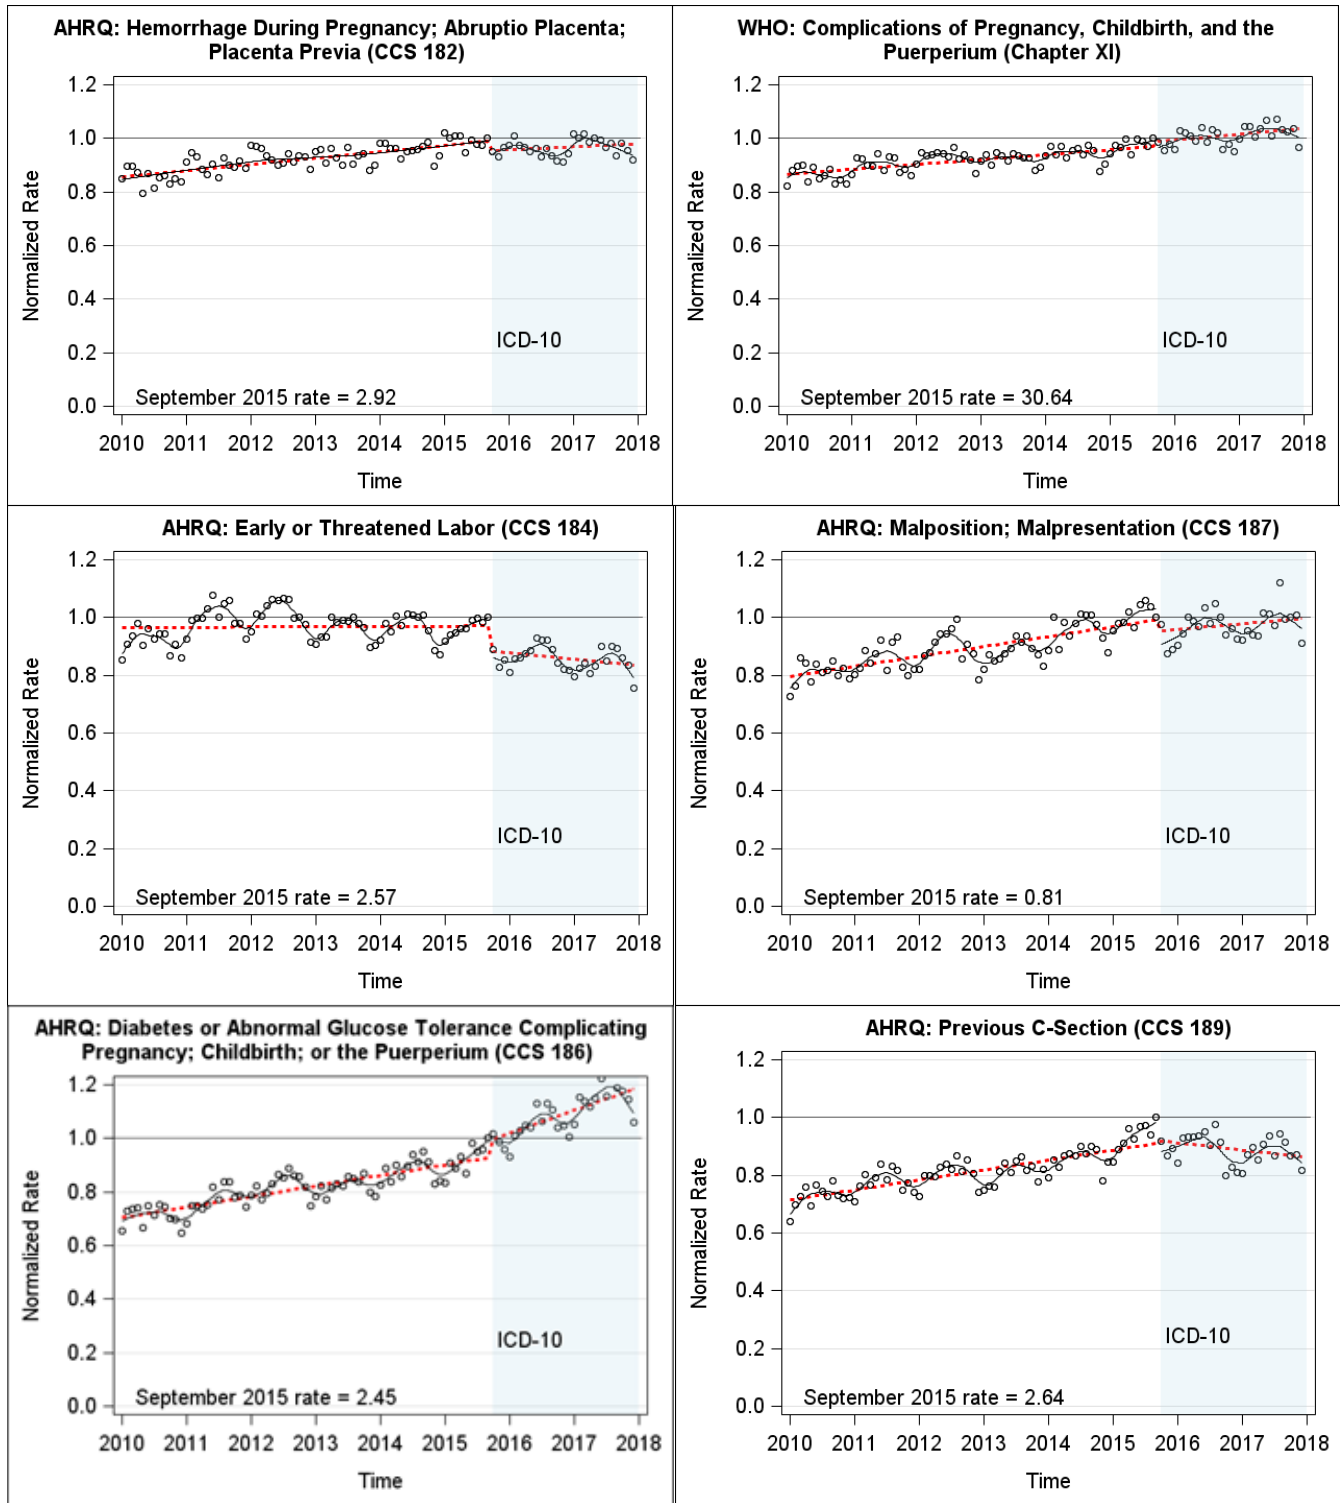 AHRQ: Hemorrhage During Pregnancy; Abruptio Placenta;
Placenta Previa (CCS 182)
1.2
1.0
0.8
0.6
0.4
0.2
0.0
Normalized Rate
ICD-10
September 2015 rate = 2.92
2010 2011 2012 2013 2014 2015 2016 2017 2018
Time
WHO: Complications of Pregnancy, Childbirth, and the
Puerperium (Chapter XI)
1.2
1.0
0.8
0.6
0.4
0.2
0.0
Normalized Rate
ICD-10
September 2015 rate = 30.64
2010 2011 2012 2013 2014 2015 2016 2017 2018
Time
AHRQ: Early or Threatened Labor (CCS 184)
1.2
1.0
0.8
0.6
0.4
0.2
0.0
Normalized Rate
ICD-10
September 2015 rate = 2.57
2010 2011 2012 2013 2014 2015 2016 2017 2018
Time
AHRQ: Malposition; Malpresentation (CCS 187)
1.2
1.0
0.8
0.6
0.4
0.2
0.0
Normalized Rate
ICD-10
September 2015 rate = 0.81
2010 2011 2012 2013 2014 2015 2016 2017 2018
Time
AHRQ: Diabetes or Abnormal Glucose Tolerance Complicating
Pregnancy; Childbirth; or the Puerperium (CCS 186)
1.2
1.0
0.8
0.6
0.4
0.2
0.0
Normalized Rate
ICD-10
September 2015 rate = 2.45
2010 2011 2012 2013 2014 2015 2016 2017 2018
Time
AHRQ: Previous C-Section (CCS 189)
1.2
1.0
0.8
0.6
0.4
0.2
0.0
Normalized Rate
ICD-10
September 2015 rate = 2.64
2010 2011 2012 2013 2014 2015 2016 2017 2018
Time